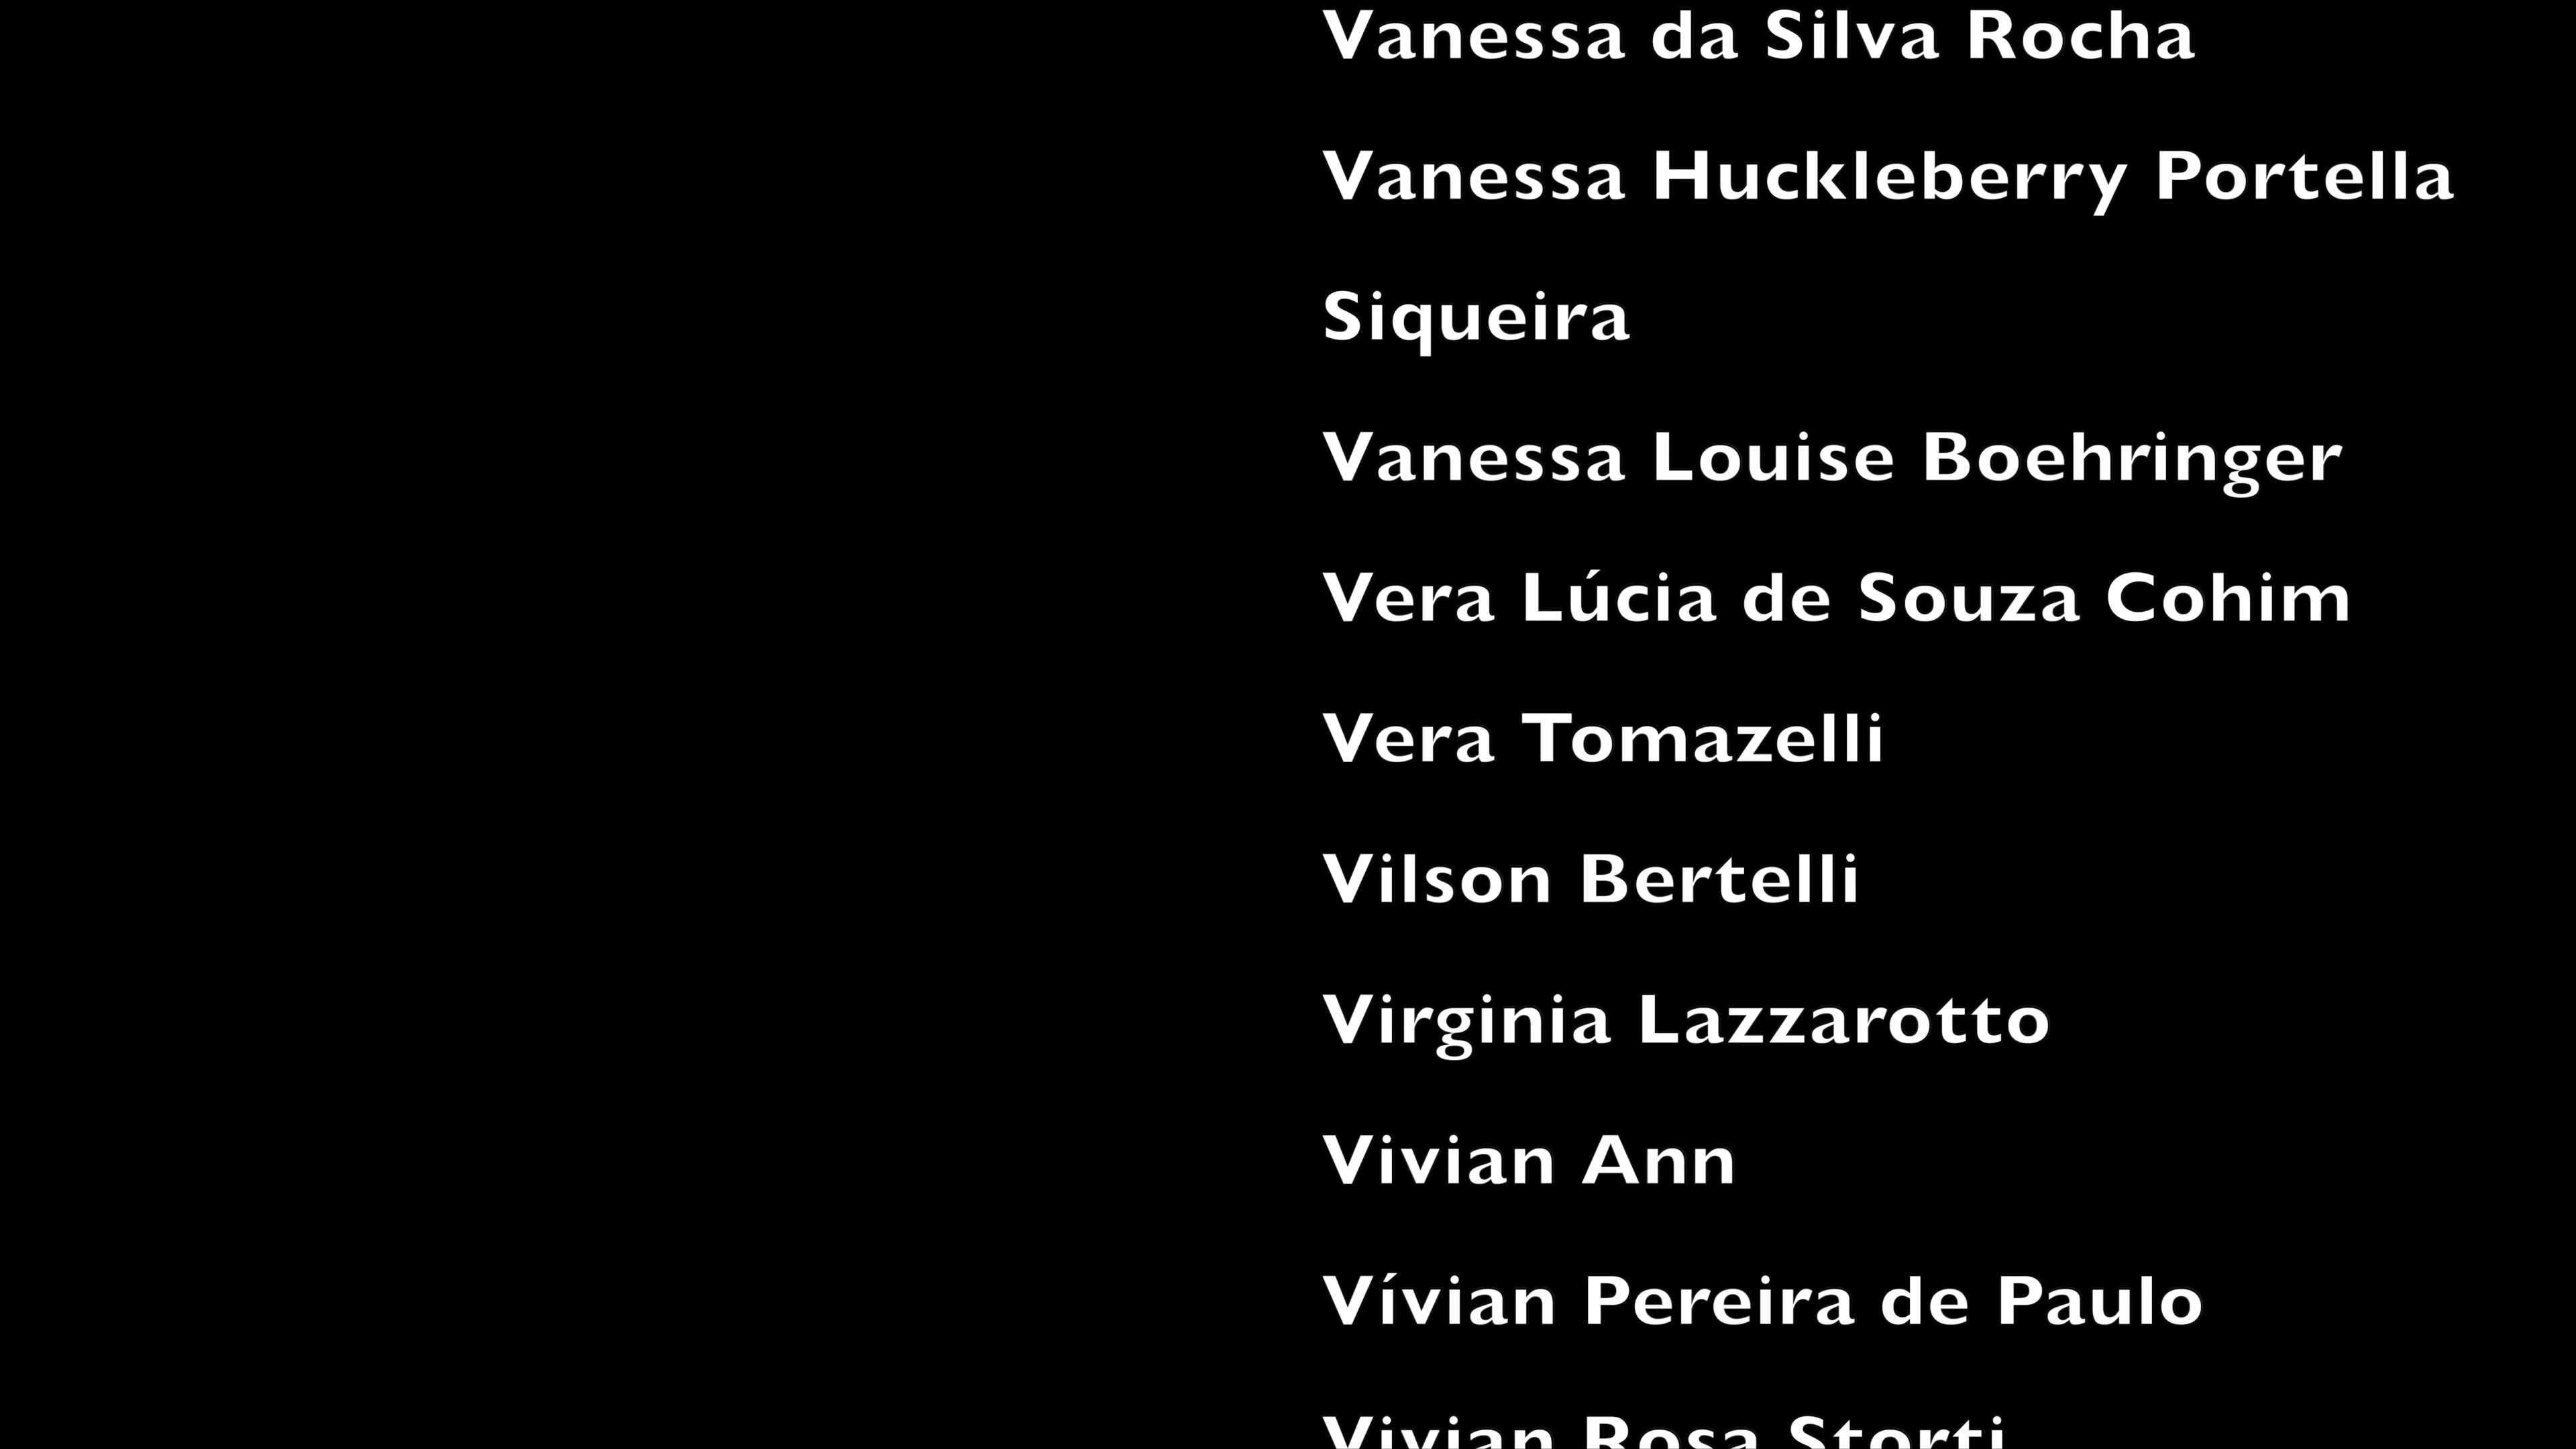 Vanessa da Silva Rocha
Vanessa Huckleberry Portella
Siqueira
Vanessa Louise Boehringer
Vera Lúcia de Souza Cohim
Vera Tomazelli
Vilson Bertelli
Virginia Lazzarotto
Vivian Ann
Vívian Pereira de Paulo
Vivian Rosa Storti